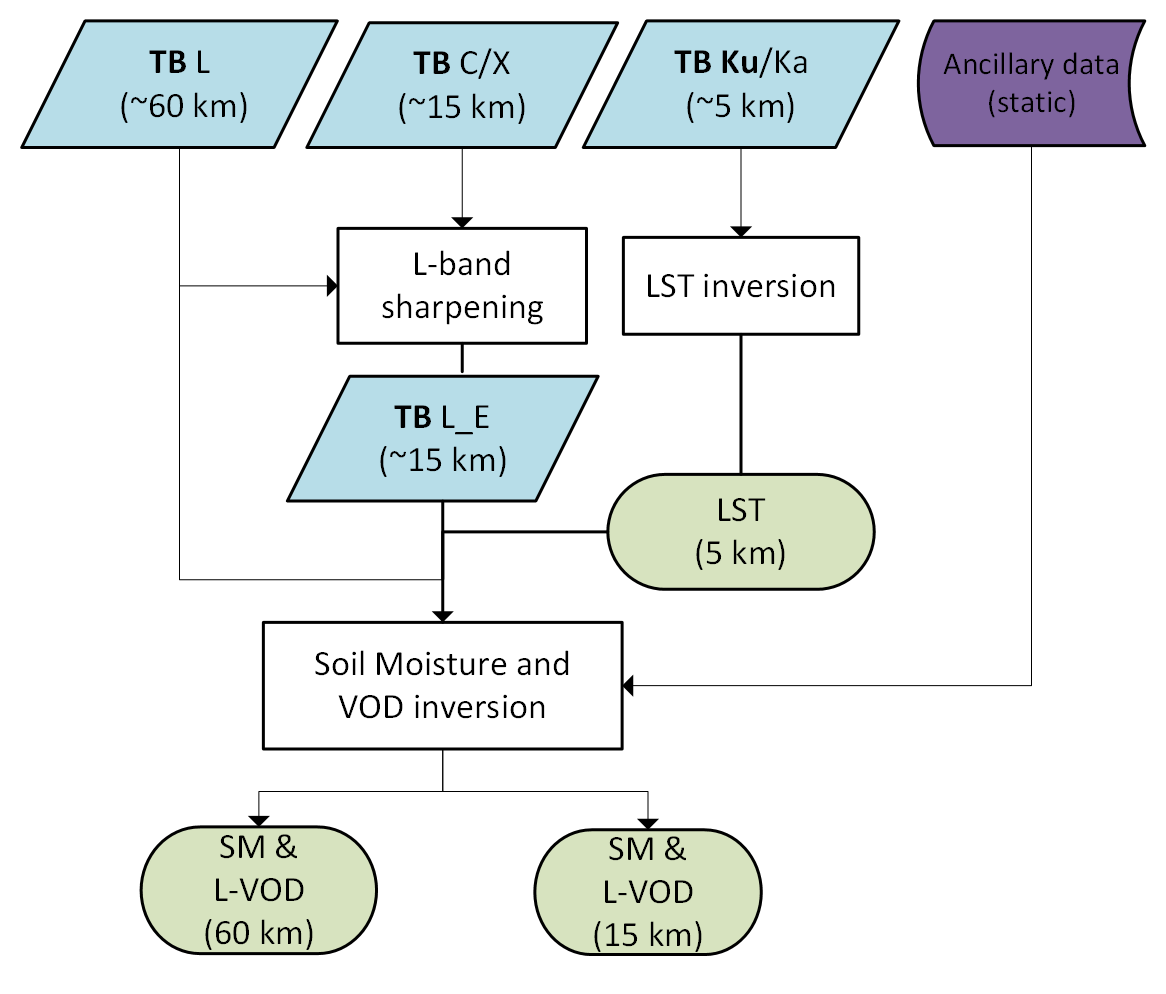 TB L
(~60 km)
TB C/X
(~15 km)
TB Ku/Ka
(~5 km)
Ancillary data
(static)
L-band
sharpening
LST inversion
TB L_E
(~15 km)
LST
(5 km)
Soil Moisture and
VOD inversion
SM &
L-VOD
(60 km)
SM &
L-VOD
(15 km)